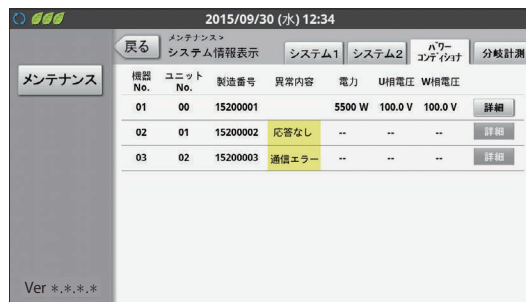 2015/09/30 (水) 12:34
戻る
メンテナンス >
システム情報表示
システム1 システム2 パワーコンディショナ 分岐計測
メンテナンス
機器No. ユニットNo. 製造番号 異常内容 電力 U相電圧 W相電圧
01 00 15200001 5500 W 100.0 V 100.0 V 詳細
02 01 15200002 応答なし -- -- -- 詳細
03 02 15200003 通信エラー -- -- -- 詳細
Ver *.*.*.*